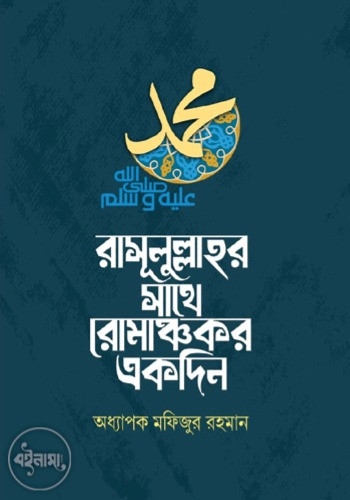 محمد
صلى الله
عليه وسلم
রাসূলুল্লাহর
সাথে
রোমাঞ্চকর
একদিন
অধ্যাপক মফিজুর রহমান
বইনামা